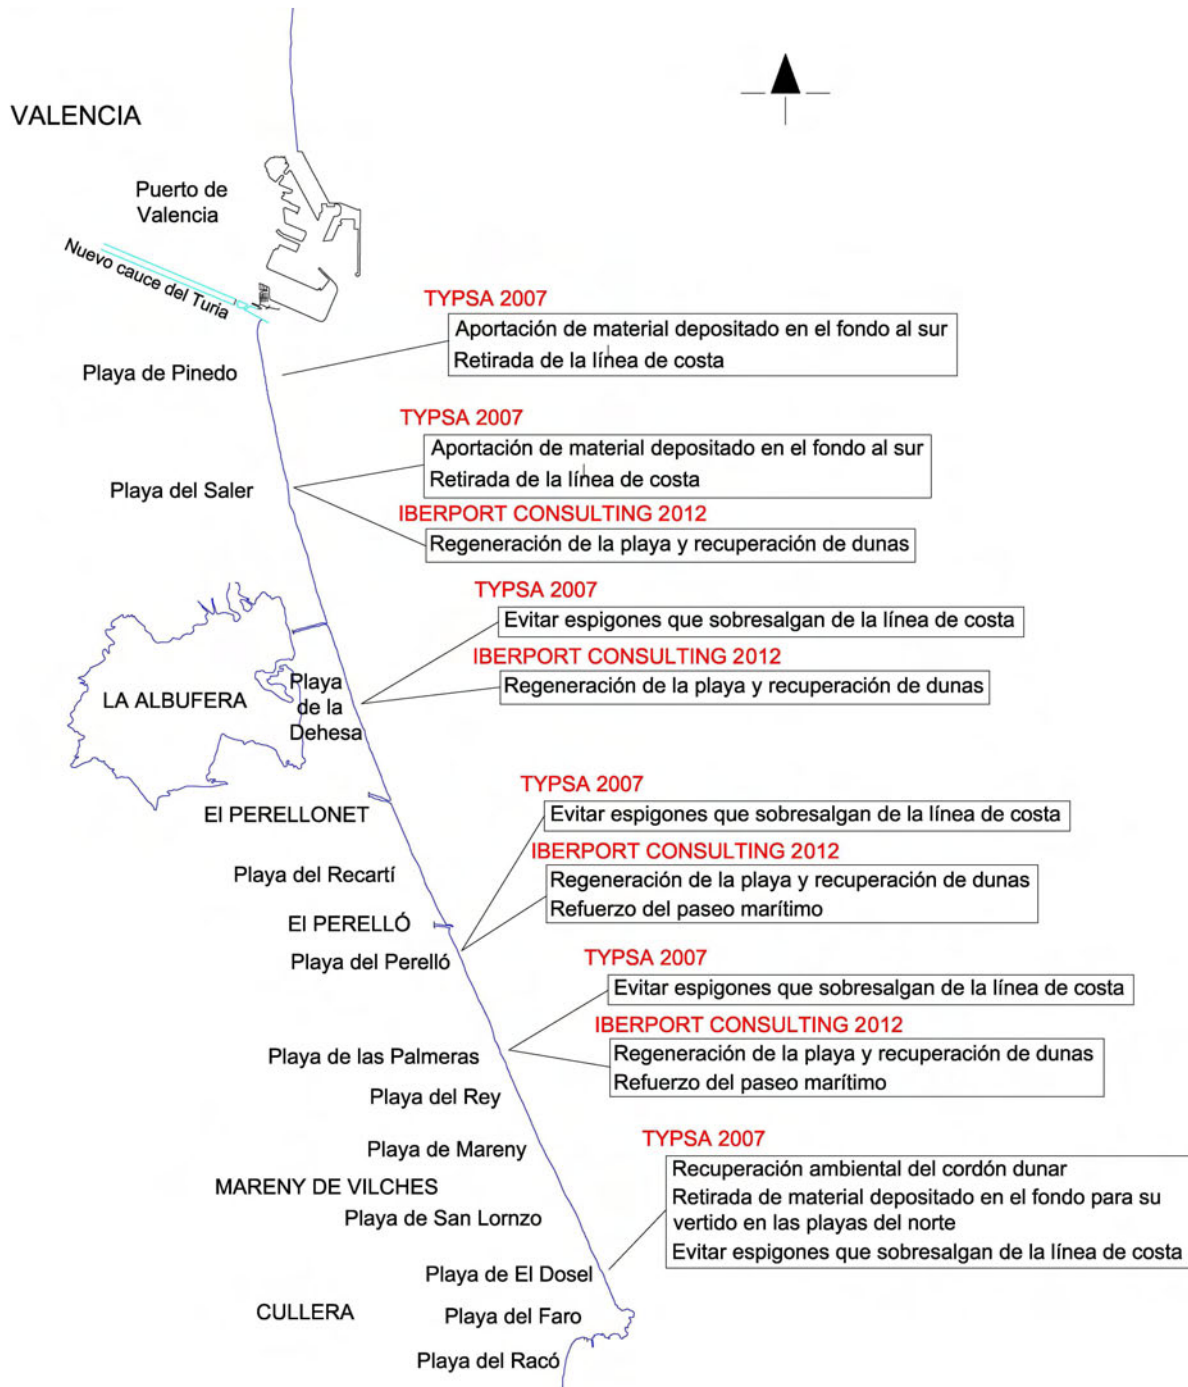 VALENCIA
Puerto de
Valencia
Nuevo cauce del Turia
TYPSA 2007
Aportación de material depositado en el fondo al sur
Retirada de la línea de costa
Playa de Pinedo
TYPSA 2007
Aportación de material depositado en el fondo al sur
Retirada de la línea de costa
Playa del Saler
IBERPORT CONSULTING 2012
Regeneración de la playa y recuperación de dunas
TYPSA 2007
Evitar espigones que sobresalgan de la línea de costa
IBERPORT CONSULTING 2012
Regeneración de la playa y recuperación de dunas
LA ALBUFERA
Playa
de la
Dehesa
TYPSA 2007
Evitar espigones que sobresalgan de la línea de costa
El PERELLONET
IBERPORT CONSULTING 2012
Regeneración de la playa y recuperación de dunas
Refuerzo del paseo marítimo
Playa del Recartí
El PERELLÓ
Playa del Perelló
TYPSA 2007
Evitar espigones que sobresalgan de la línea de costa
IBERPORT CONSULTING 2012
Regeneración de la playa y recuperación de dunas
Refuerzo del paseo marítimo
Playa de las Palmeras
Playa del Rey
TYPSA 2007
Recuperación ambiental del cordón dunar
Retirada de material depositado en el fondo para su
vertido en las playas del norte
Evitar espigones que sobresalgan de la línea de costa
Playa de Mareny
MARENY DE VILCHES
Playa de San Lornzo
Playa de El Dosel
CULLERA
Playa del Faro
Playa del Racó